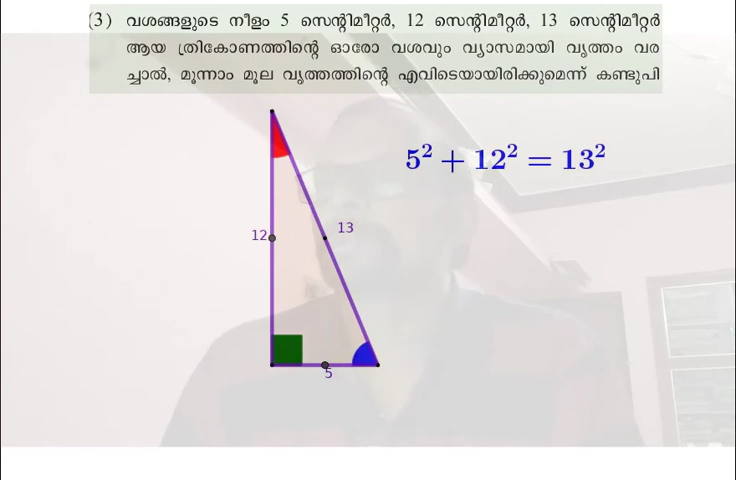 (3) വശങ്ങളുടെ നീളം 5 സെന്റിമീറ്റർ, 12 സെന്റിമീറ്റർ, 13 സെന്റിമീറ്റർ
ആയ ത്രികോണത്തിന്റെ ഓരോ വശവും വ്യാസമായി വൃത്തം വര
ച്ചാൽ, മൂന്നാം മൂല വൃത്തത്തിന്റെ എവിടെയായിരിക്കുമെന്ന് കണ്ടുപി
5² + 12² = 13²
13
12
5